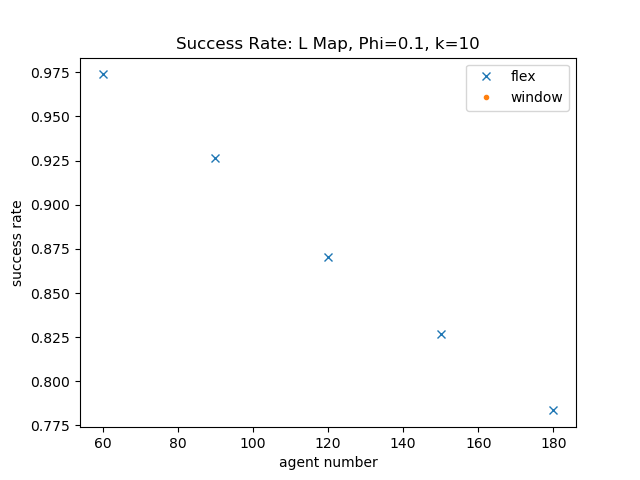 Success Rate: L Map, Phi=0.1, k=10
flex
window
0.975
0.950
0.925
0.900
0.875
0.850
0.825
0.800
0.775
success rate
60 80 100 120 140 160 180
agent number